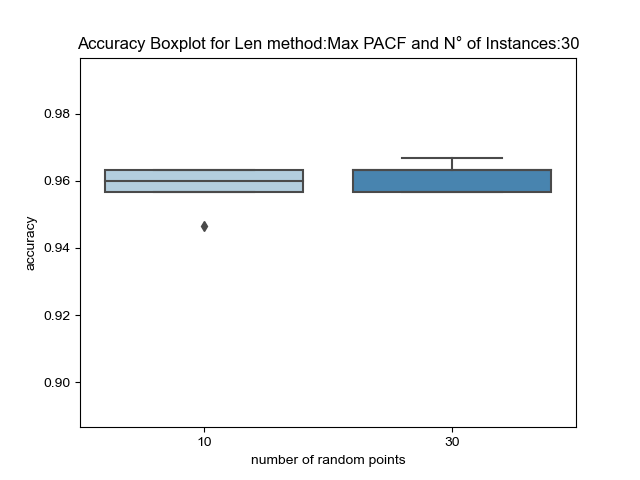 Accuracy Boxplot for Len method:Max PACF and N° of Instances:30
0.98
0.96
0.94
0.92
0.90
accuracy
10
30
number of random points